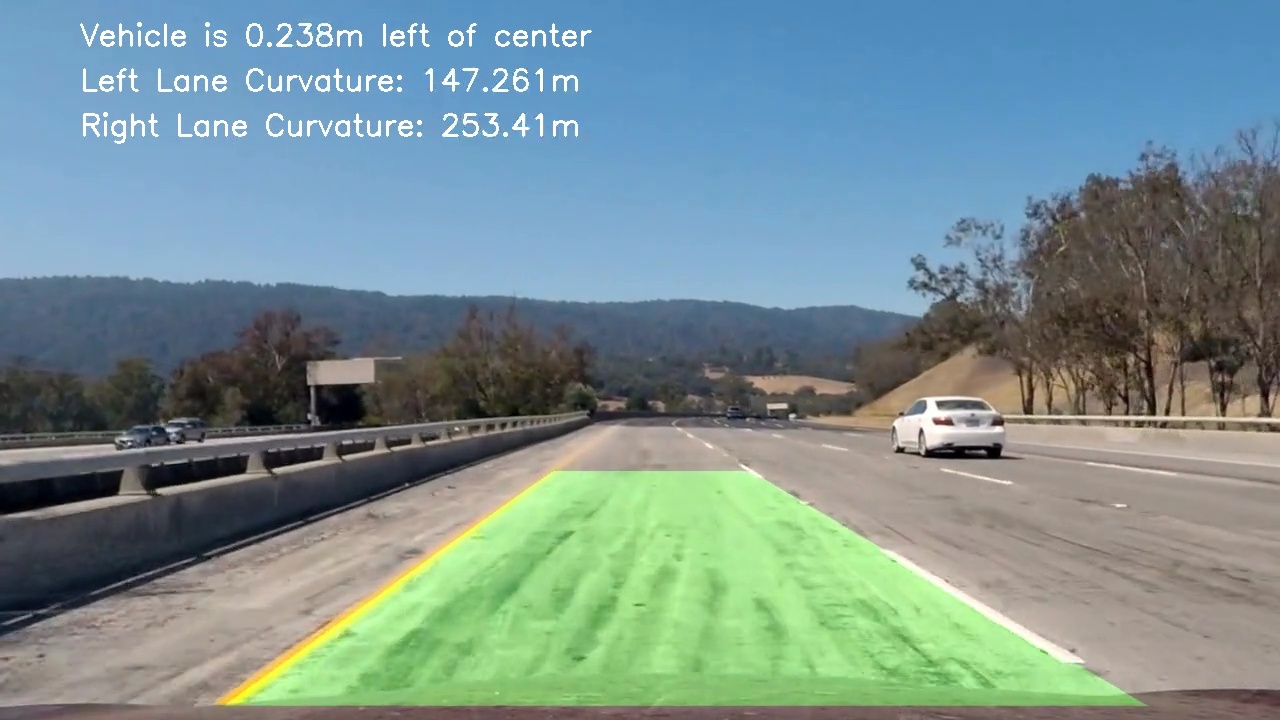 Vehicle is 0.238m left of center
Left Lane Curvature: 147.261m
Right Lane Curvature: 253.41m